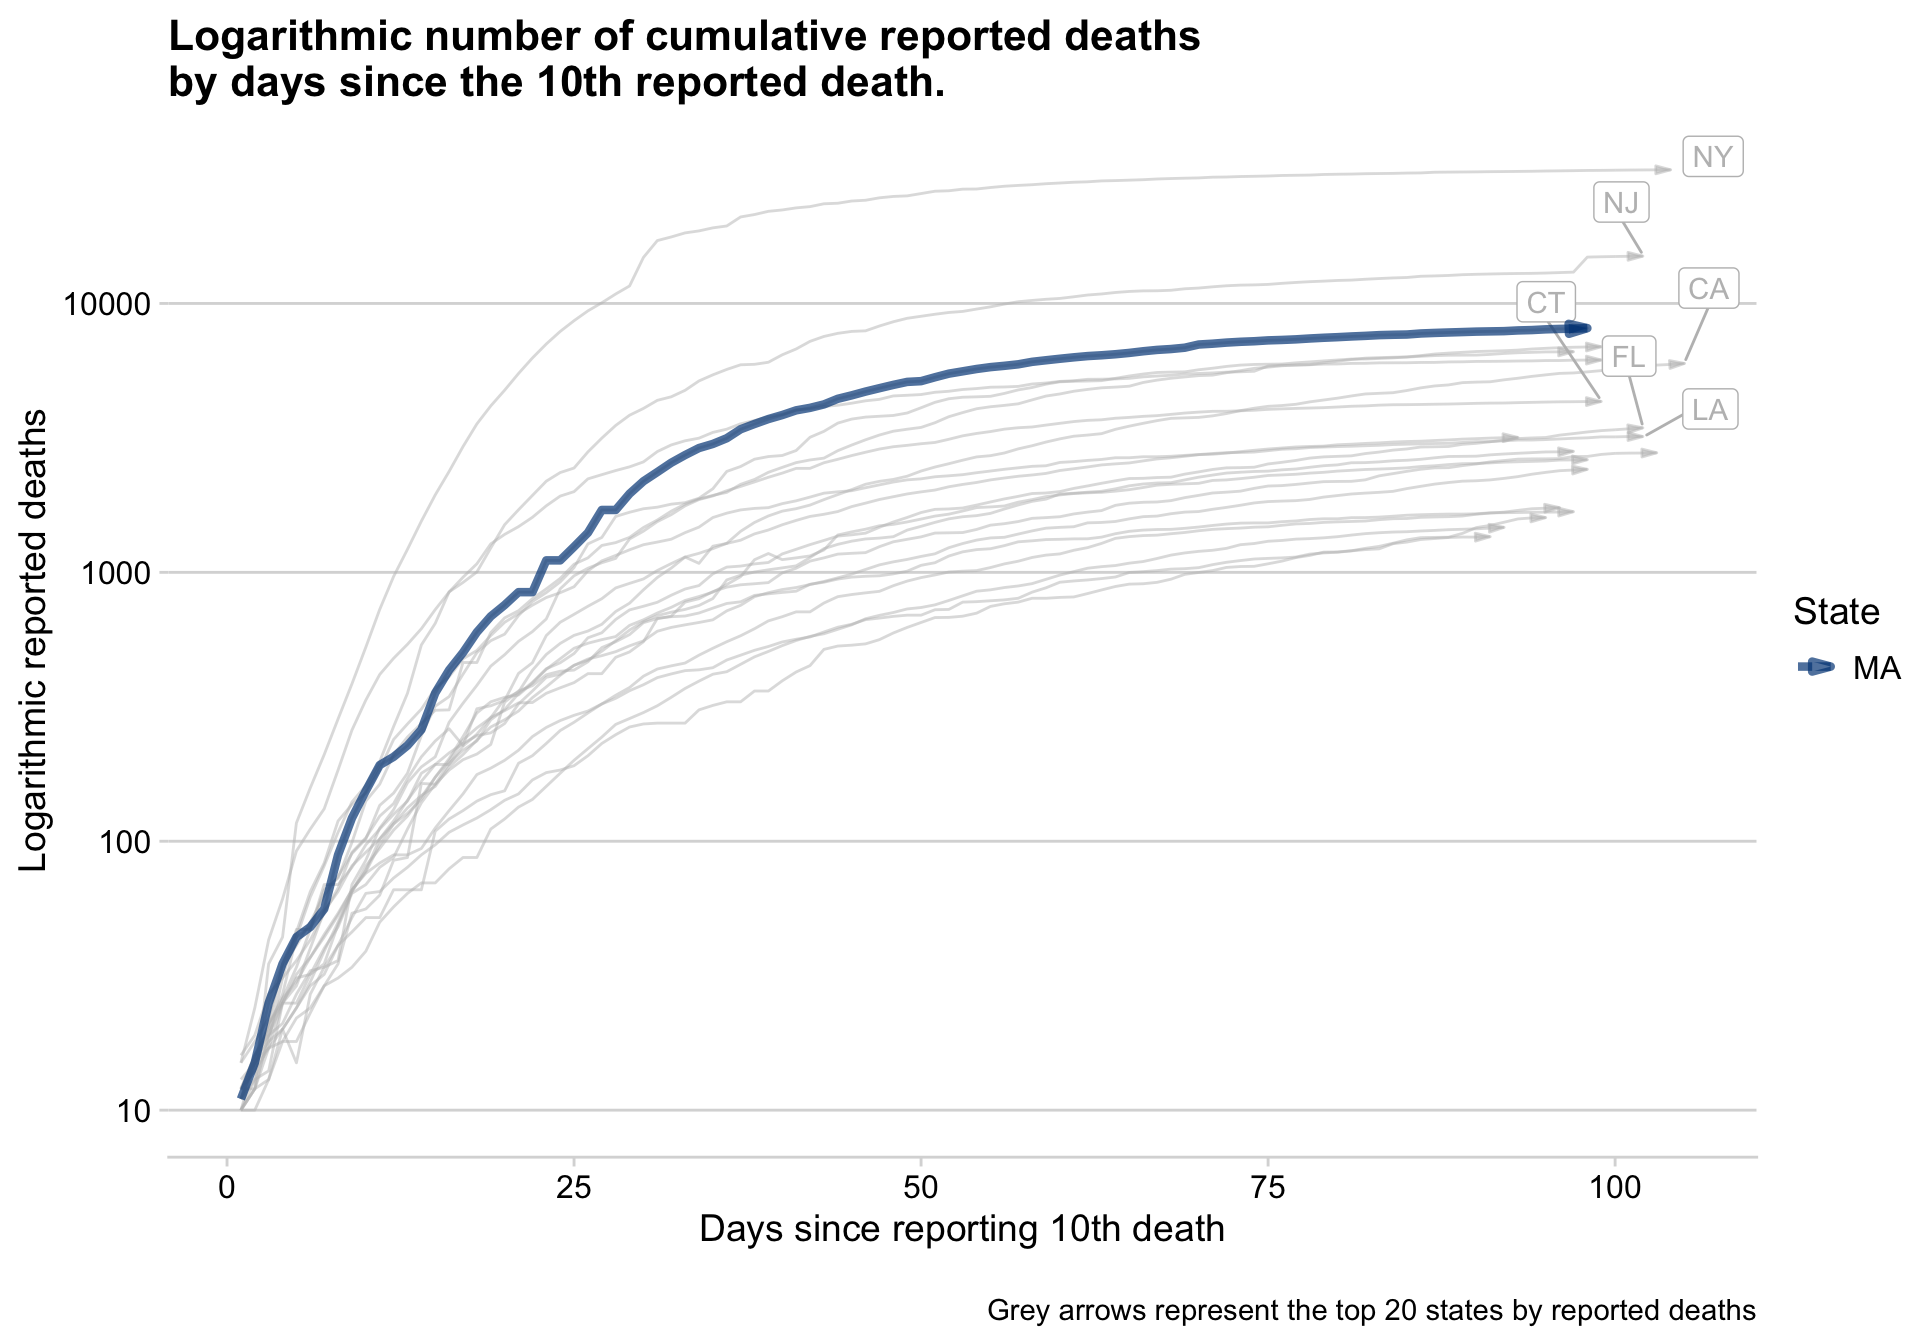 Logarithmic number of cumulative reported deaths
by days since the 10th reported death.
NY
NJ
CA
CT
FL
LA
10000
1000
100
10
Logarithmic reported deaths
0
25
50
75
100
Days since reporting 10th death
State
MA
Grey arrows represent the top 20 states by reported deaths